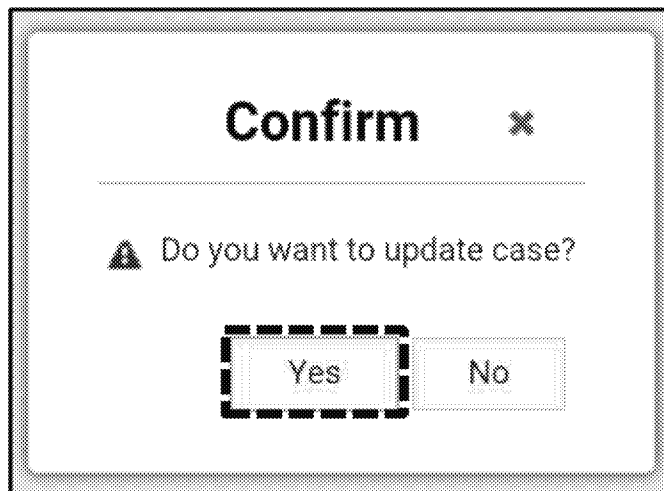 Confirm ×
Do you want to update case?
Yes No